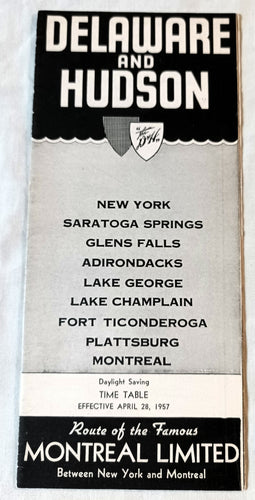 DELAWARE
AND
HUDSON
The
D&H
NEW YORK
SARATOGA SPRINGS
GLENS FALLS
ADIRONDACKS
LAKE GEORGE
LAKE CHAMPLAIN
FORT TICONDEROGA
PLATTSBURG
MONTREAL
Daylight Saving
TIME TABLE
EFFECTIVE APRIL 28, 1957
Route of the Famous
MONTREAL LIMITED
Between New York and Montreal